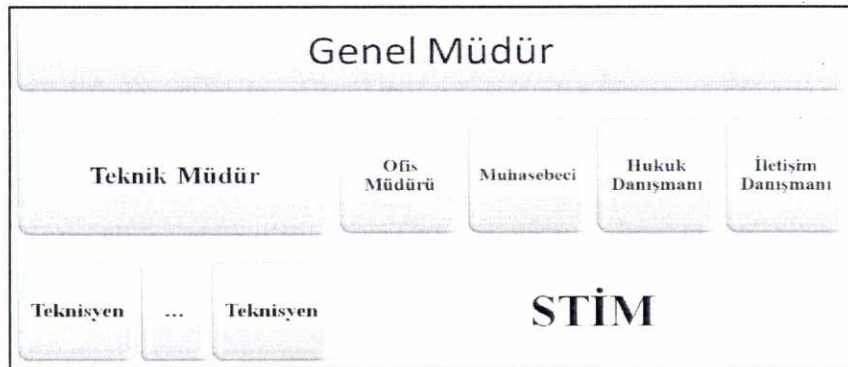 Genel Müdür
Teknik Müdür
Ofis
Müdürü
Muhasebeci
Hukuk
Danışmanı
İletişim
Danışmanı
Teknisyen
...
Teknisyen
STİM